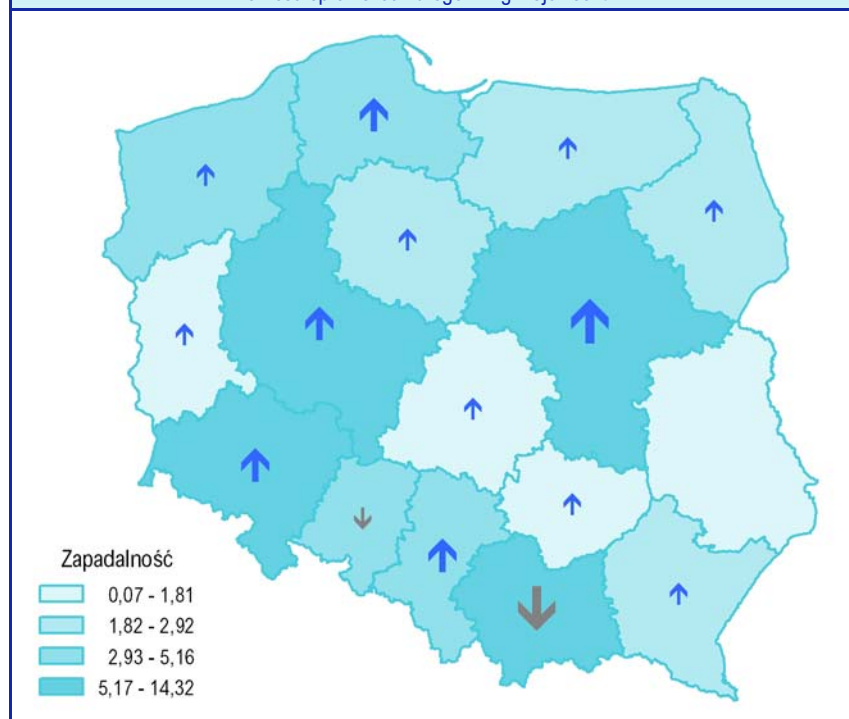 Zapadalność
0,07 - 1,81
1,82 - 2,92
2,93 - 5,16
5,17 - 14,32